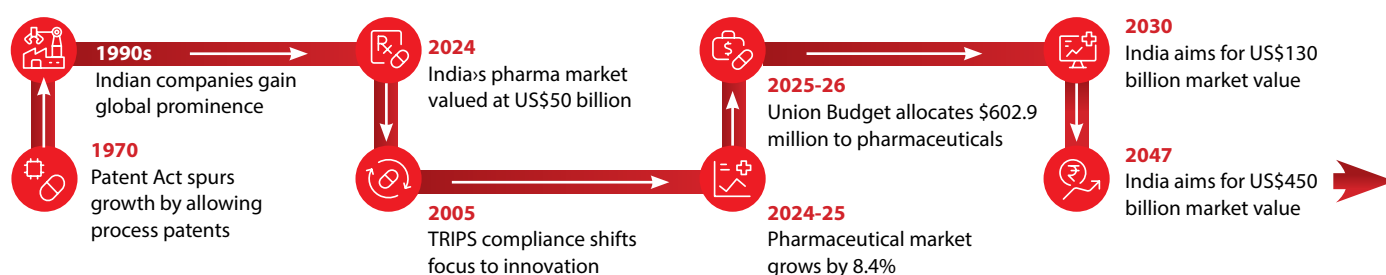 1970
Patent Act spurs
growth by allowing
process patents
1990s
Indian companies gain
global prominence
2024
India›s pharma market
valued at US$50 billion
2005
TRIPS compliance shifts
focus to innovation
2024-25
Pharmaceutical market
grows by 8.4%
2025-26
Union Budget allocates $602.9
million to pharmaceuticals
2030
India aims for US$130
billion market value
2047
India aims for US$450
billion market value